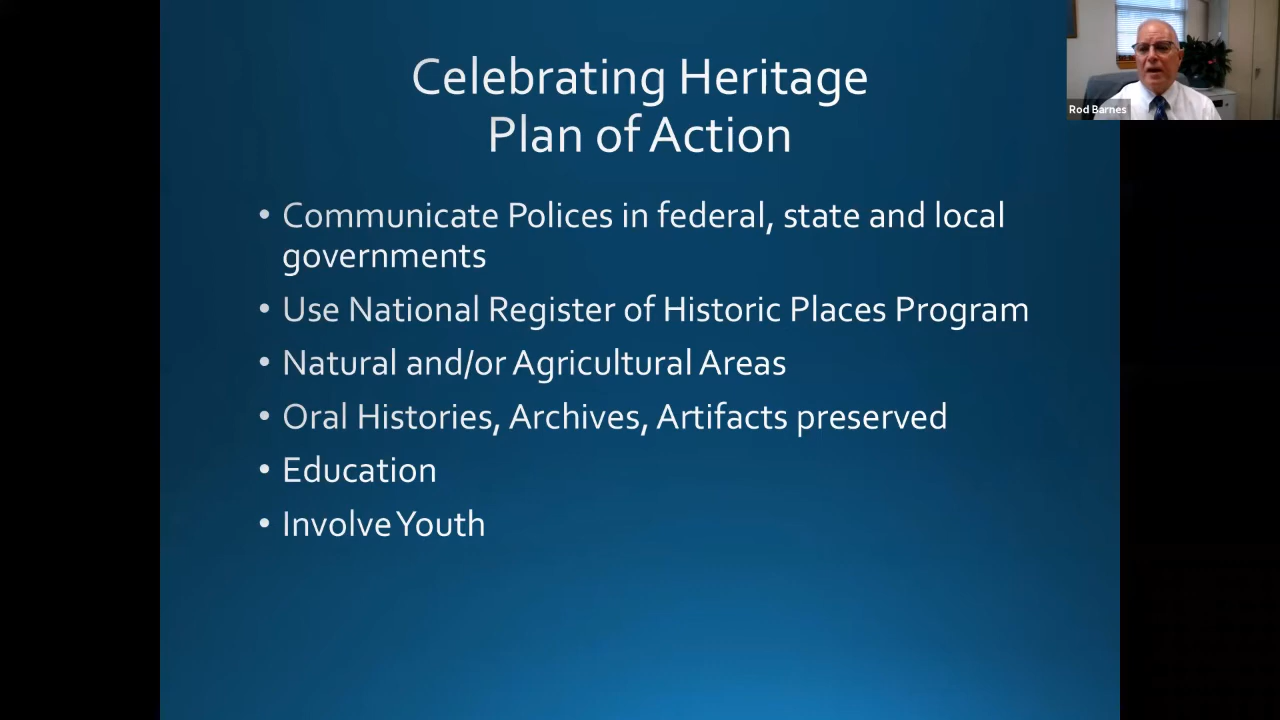 Celebrating Heritage
Plan of Action
• Communicate Polices in federal, state and local
governments
• Use National Register of Historic Places Program
• Natural and/or Agricultural Areas
• Oral Histories, Archives, Artifacts preserved
• Education
• Involve Youth
Rod Barnes